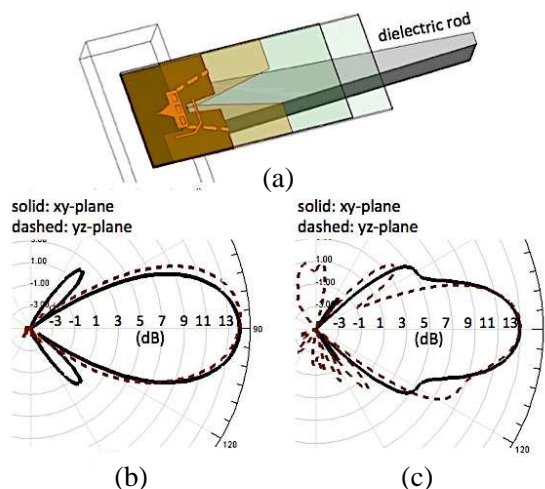 dielectric rod
(a)
solid: xy-plane
dashed: yz-plane
1.00
-1.00
-3 -1 1 3 5 7 9 11 13
(dB)
90
120
(b)
solid: xy-plane
dashed: yz-plane
3.00
1.00
-1.00
-3 -1 1 3 5 7 9 11 13
(dB)
120
(c)